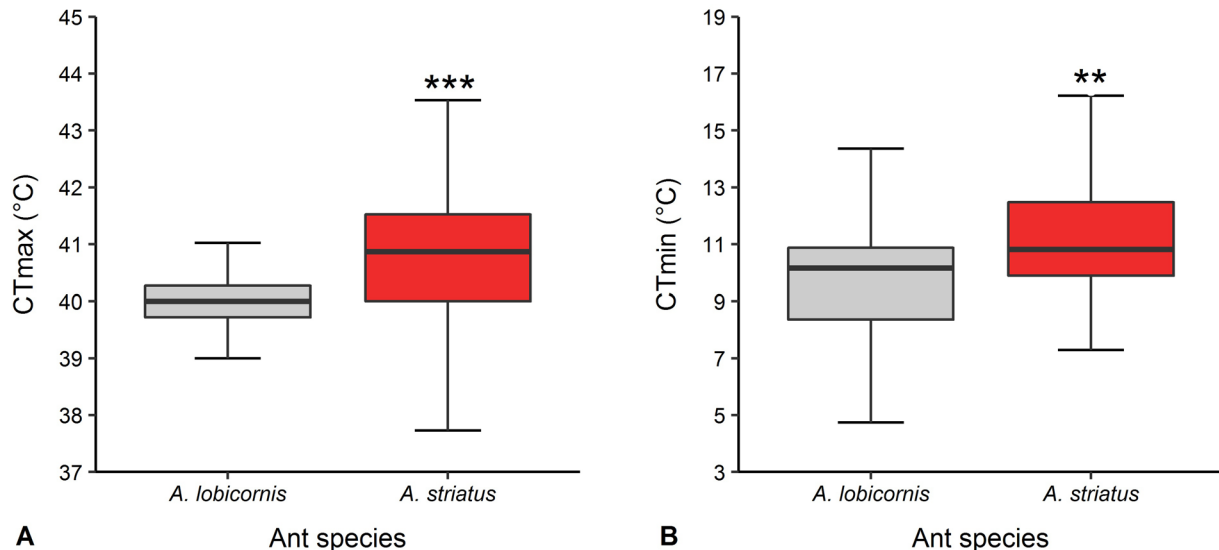 45
44
43
42
41
40
39
38
37
CTmax (°C)
***
A. lobicornis
A. striatus
A
Ant species
19
17
15
13
11
9
7
5
3
CTmin (°C)
**
A. lobicornis
A. striatus
B
Ant species